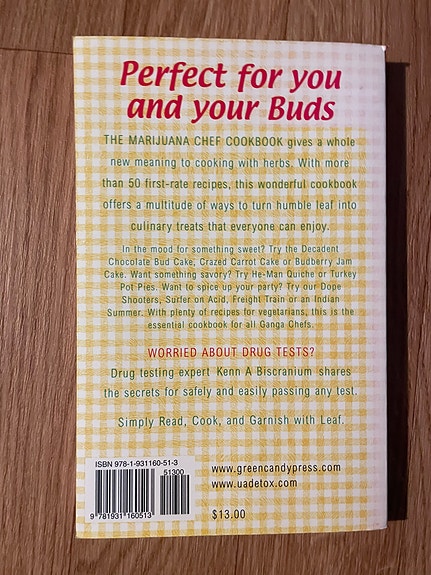 Perfect for you
and your Buds
THE MARIJUANA CHEF COOKBOOK gives a whole
new meaning to cooking with herbs. With more
than 50 first-rate recipes, this wonderful cookbook
offers a multitude of ways to turn humble leaf into
culinary treats that everyone can enjoy.
In the mood for something sweet? Try the Decadent
Chocolate Bud Cake, Crazed Carrot Cake or Budberry Jam
Cake. Want something savory? Try He-Man Quiche or Turkey
Pot Pies. Want to spice up your party? Try our Dope
Shooters, Surfer on Acid, Freight Train or an Indian
Summer. With plenty of recipes for vegetarians, this is the
essential cookbook for all Ganga Chefs.
WORRIED ABOUT DRUG TESTS?
Drug testing expert Kenn A Biscranium shares
the secrets for safely and easily passing any test.
Simply Read, Cook, and Garnish with Leaf.
ISBN 978-1-931160-51-3
51300
9 781931 160513
www.greencandypress.com
www.uadetox.com
$13.00